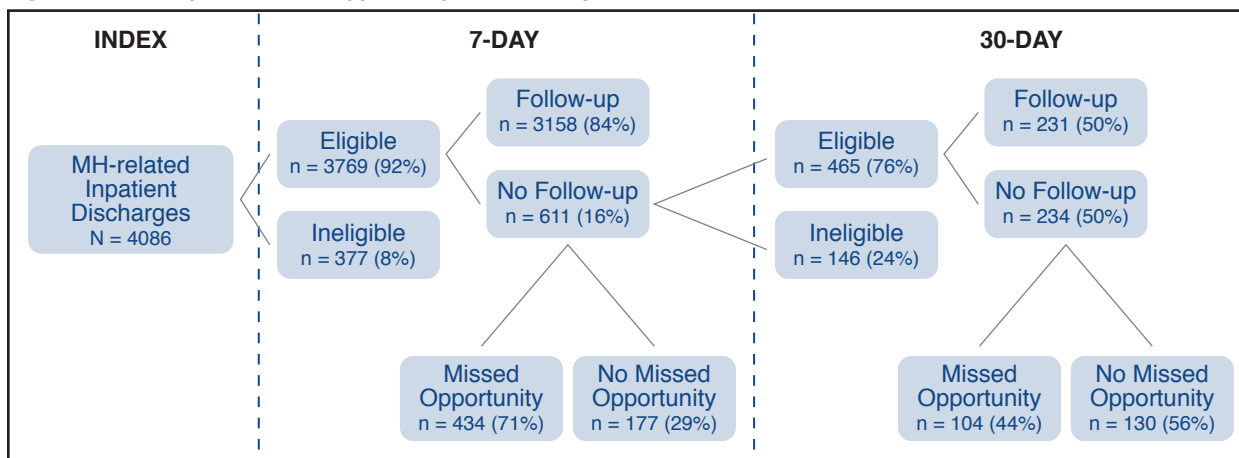 INDEX
7-DAY
30-DAY
MH-related
Inpatient
Discharges
N = 4086
Eligible
n = 3769 (92%)
Ineligible
n = 377 (8%)
Follow-up
n = 3158 (84%)
No Follow-up
n = 611 (16%)
Missed
Opportunity
n = 434 (71%)
No Missed
Opportunity
n = 177 (29%)
Eligible
n = 465 (76%)
Ineligible
n = 146 (24%)
Follow-up
n = 231 (50%)
No Follow-up
n = 234 (50%)
Missed
Opportunity
n = 104 (44%)
No Missed
Opportunity
n = 130 (56%)